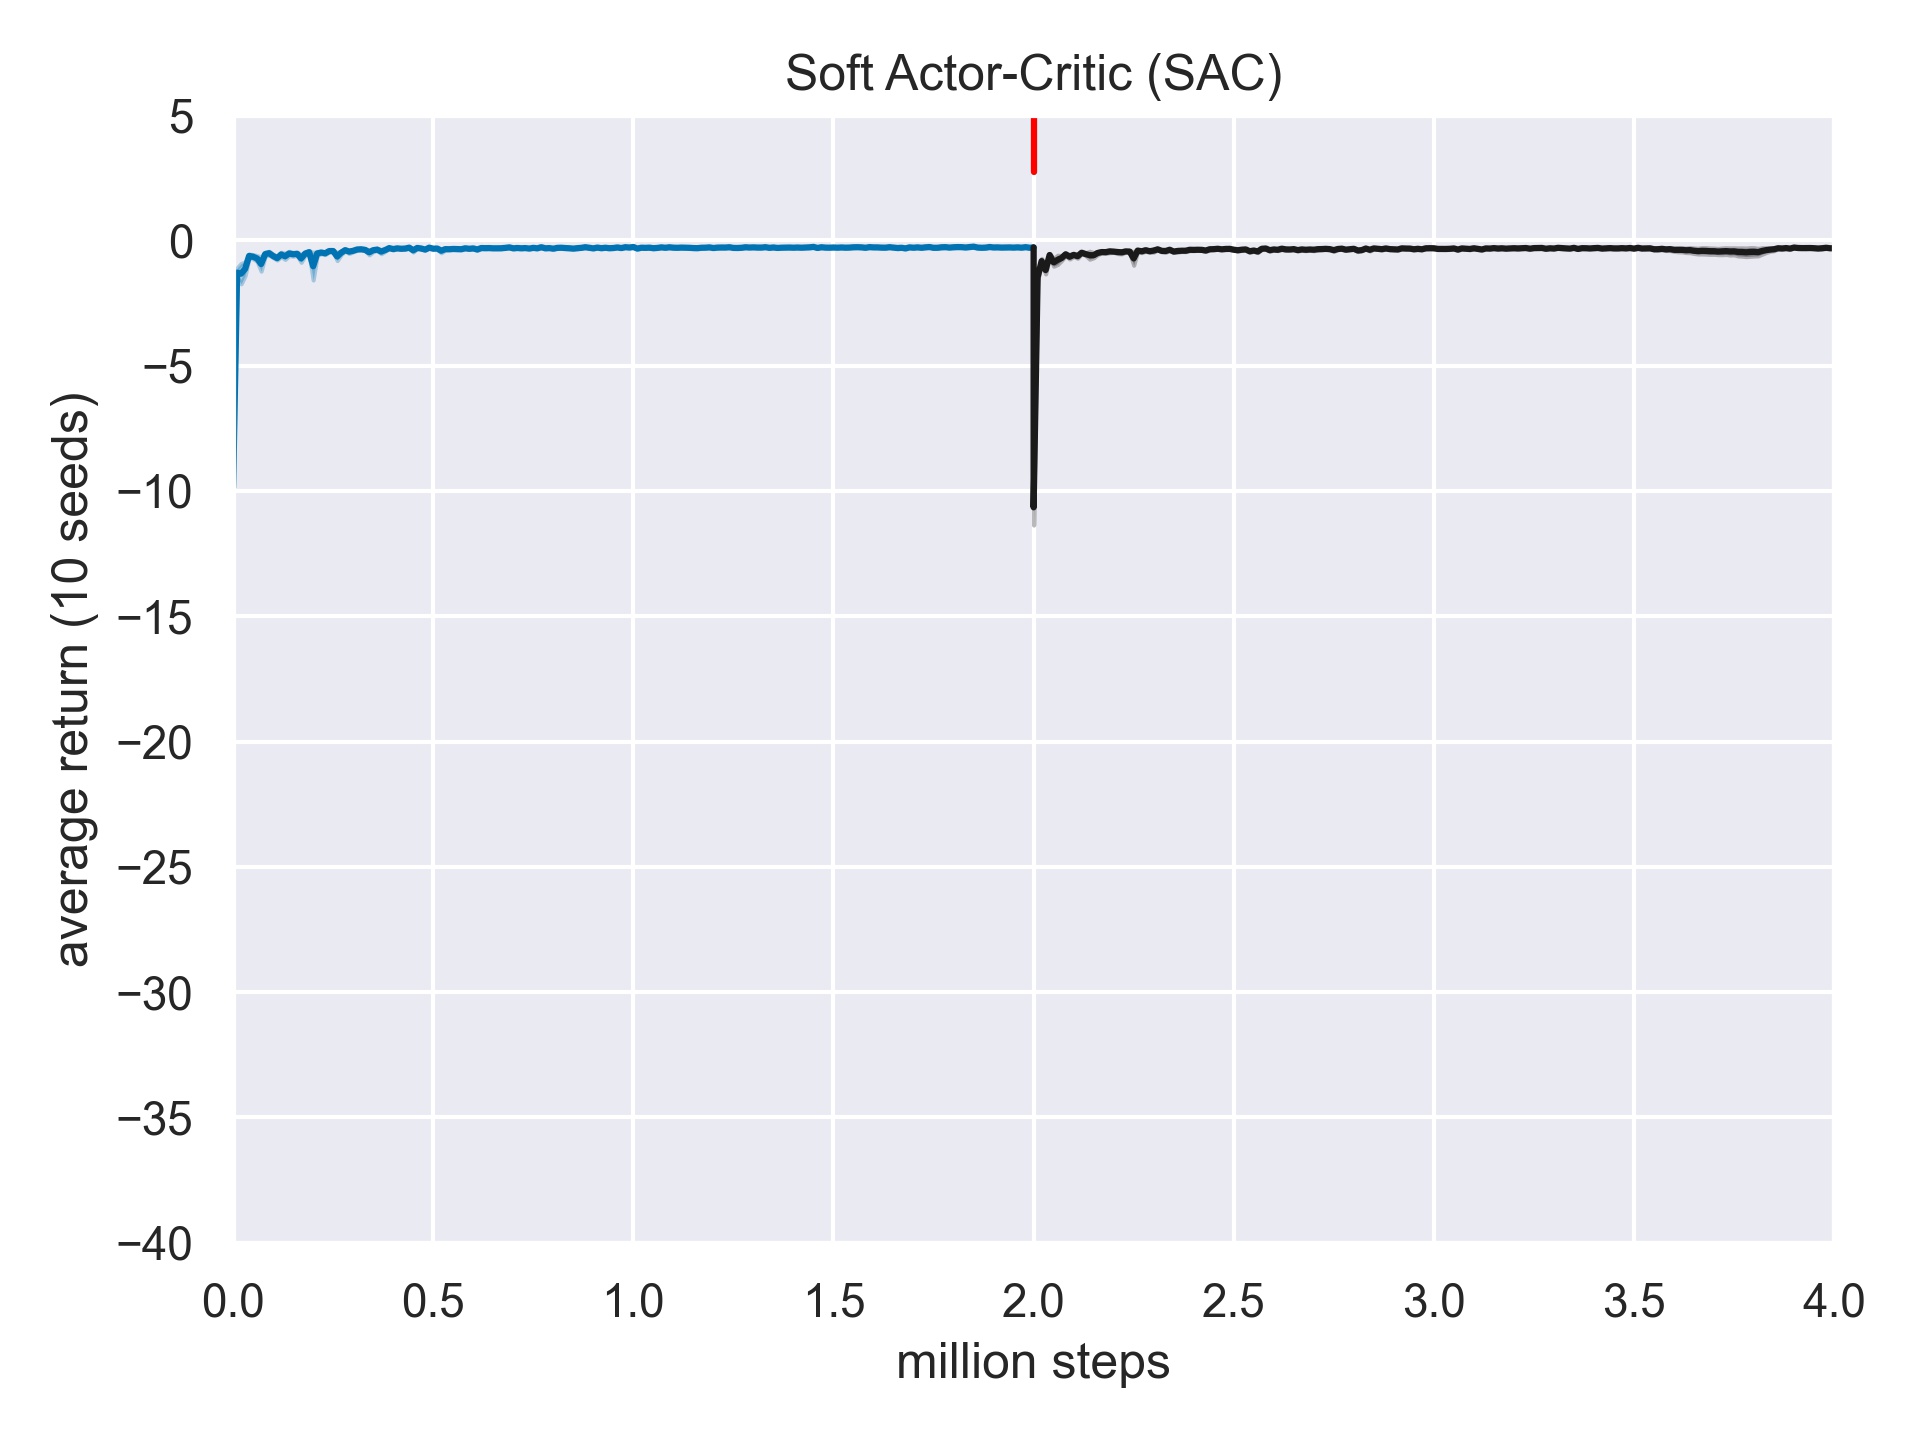 Soft Actor-Critic (SAC)
5
0
−5
−10
−15
−20
−25
−30
−35
−40
average return (10 seeds)
0.0 0.5 1.0 1.5 2.0 2.5 3.0 3.5 4.0
million steps